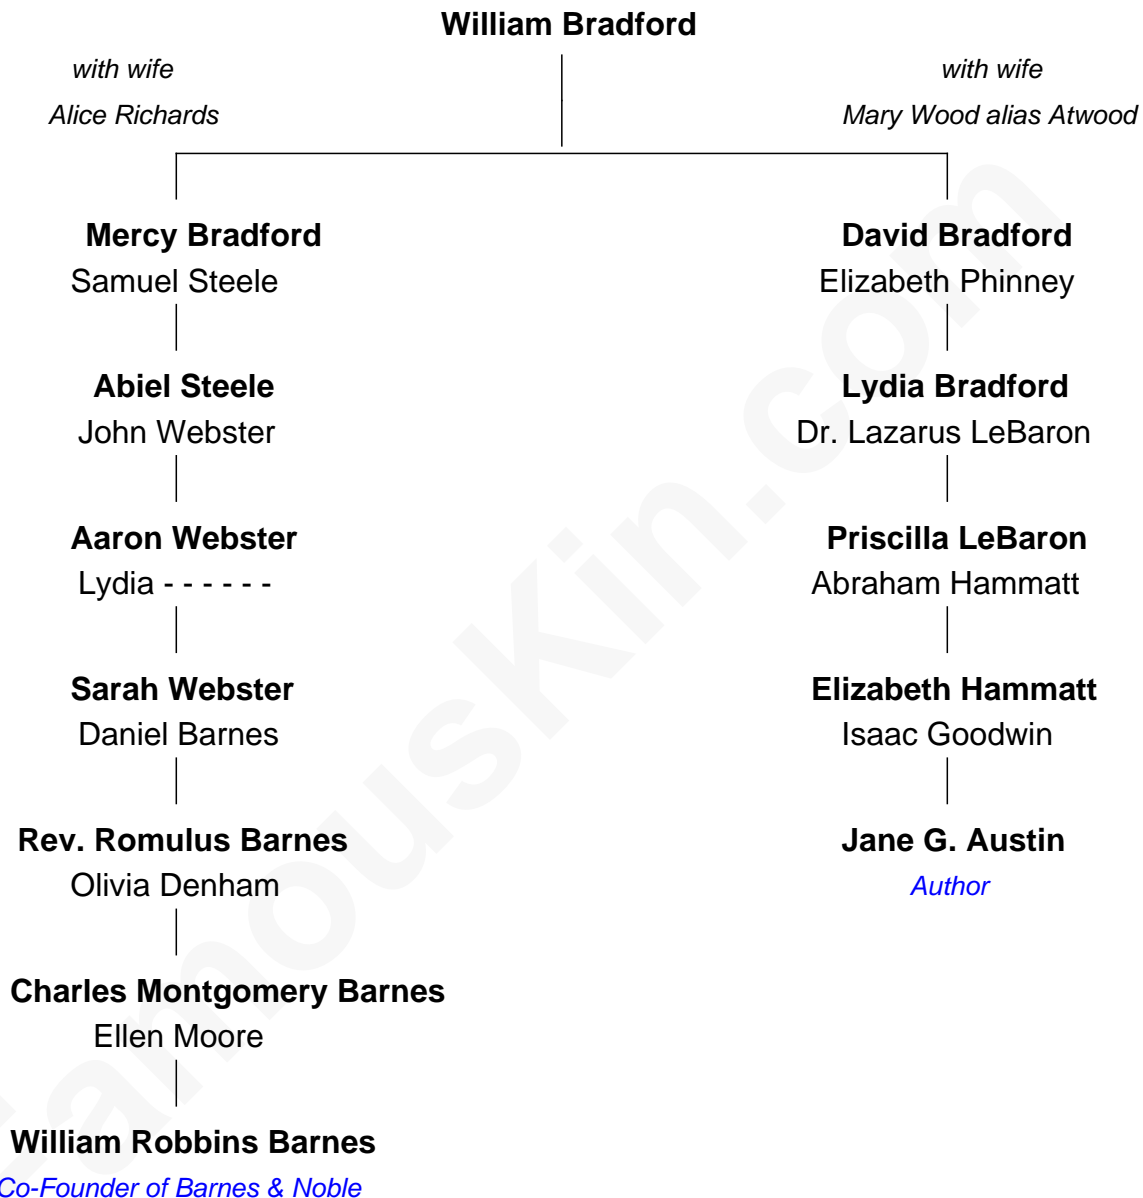 William Bradford
with wife
Alice Richards
with wife
Mary Wood alias Atwood
Mercy Bradford
Samuel Steele
David Bradford
Elizabeth Phinney
Abiel Steele
John Webster
Lydia Bradford
Dr. Lazarus LeBaron
Aaron Webster
Lydia - - - - - -
Priscilla LeBaron
Abraham Hammatt
Sarah Webster
Daniel Barnes
Elizabeth Hammatt
Isaac Goodwin
Rev. Romulus Barnes
Olivia Denham
Jane G. Austin
Author
Charles Montgomery Barnes
Ellen Moore
William Robbins Barnes
Co-Founder of Barnes & Noble
FamousKin.com